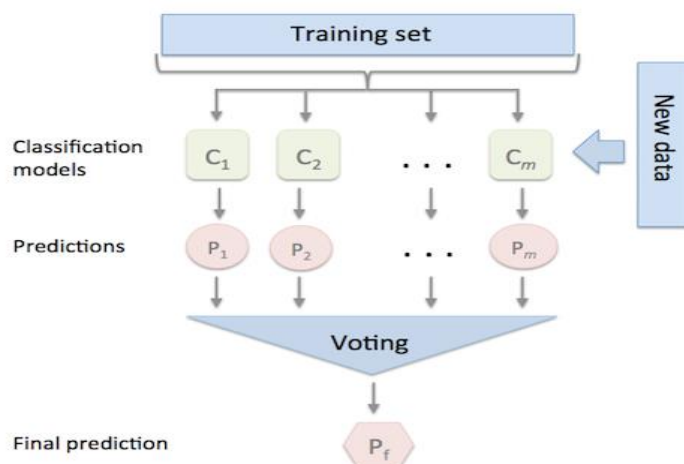 Training set
New data
Classification
models
C1 C2 . . . Cm
Predictions
P1 P2 . . . Pm
Voting
Final prediction
Pf